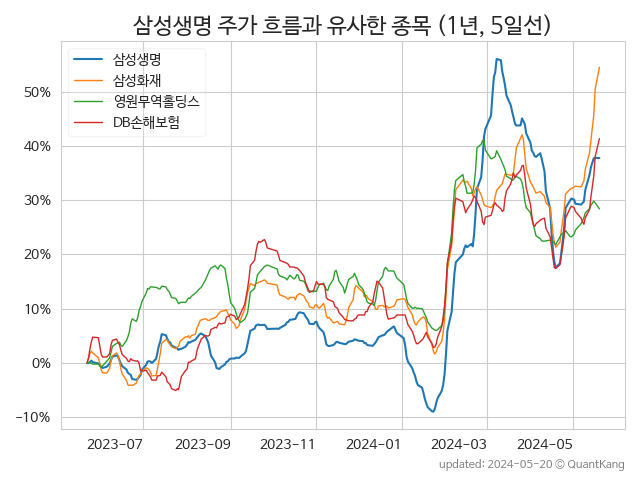 삼성생명 주가 흐름과 유사한 종목 (1년, 5일선)
삼성생명
삼성화재
영원무역홀딩스
DB손해보험
50%
40%
30%
20%
10%
0%
−10%
2023-07
2023-09
2023-11
2024-01
2024-03
2024-05
updated: 2024-05-20 © QuantKang